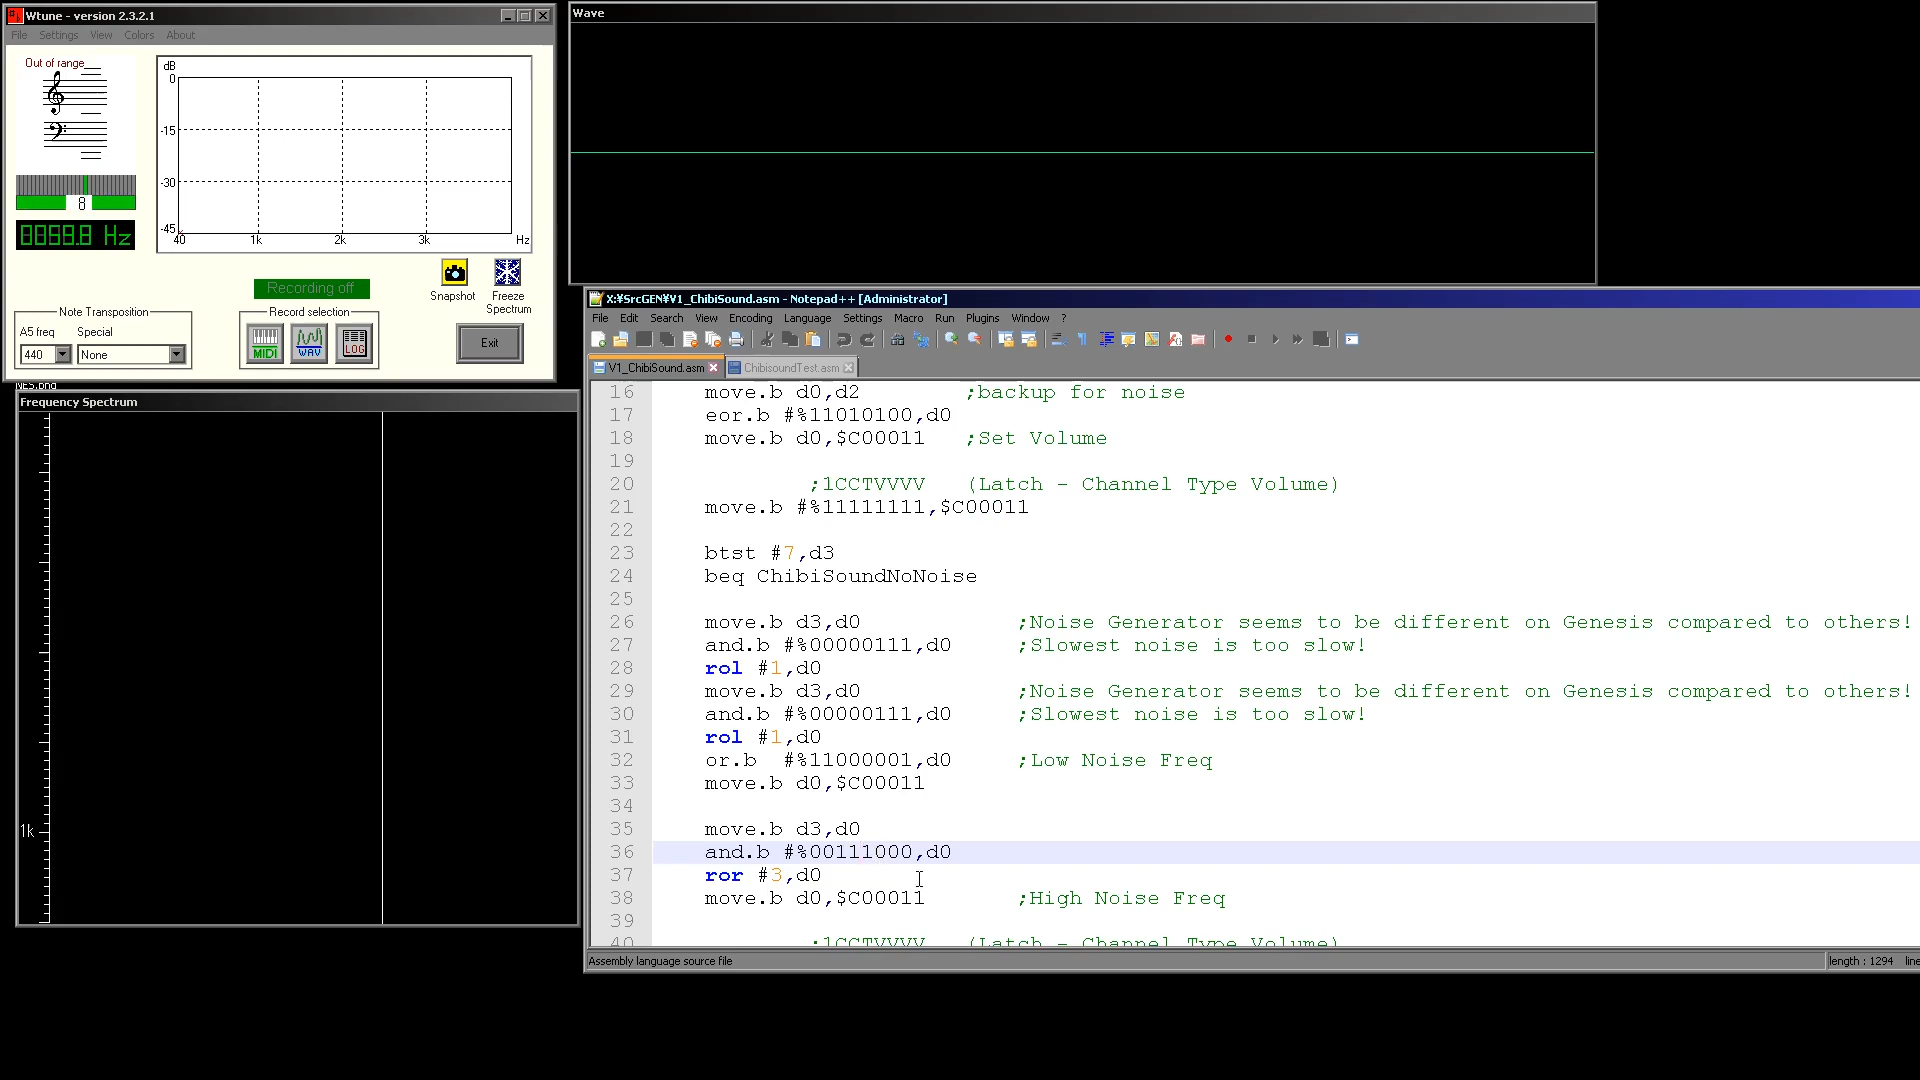 Wtune - version 2.3.2.1
File Settings View Colors About
Out of range
dB
0
-15
-30
-45
40 1k 2k 3k Hz
8
0059.8 Hz
Recording off
Snapshot
Freeze
Spectrum
Note Transposition
A5 freq Special
440 None
Record selection
MIDI WAV LOG
Exit
Wave
NES.png
Frequency Spectrum
1k
X:¥SrcGEN¥V1_ChibiSound.asm - Notepad++ [Administrator]
File Edit Search View Encoding Language Settings Macro Run Plugins Window ?
V1_ChibiSound.asm ChibisoundTest.asm
16 move.b d0,d2 ;backup for noise
17 eor.b #%11010100,d0
18 move.b d0,$C00011 ;Set Volume
19
20 ;1CCTVVVV (Latch - Channel Type Volume)
21 move.b #%11111111,$C00011
22
23 btst #7,d3
24 beq ChibiSoundNoNoise
25
26 move.b d3,d0 ;Noise Generator seems to be different on Genesis compared to others!
27 and.b #%00000111,d0 ;Slowest noise is too slow!
28 rol #1,d0
29 move.b d3,d0 ;Noise Generator seems to be different on Genesis compared to others!
30 and.b #%00000111,d0 ;Slowest noise is too slow!
31 rol #1,d0
32 or.b #%11000001,d0 ;Low Noise Freq
33 move.b d0,$C00011
34
35 move.b d3,d0
36 and.b #%00111000,d0
37 ror #3,d0
38 move.b d0,$C00011 ;High Noise Freq
39
40 ;1CCTVVVV (Latch - Channel Type Volume)
Assembly language source file
length : 1294 line